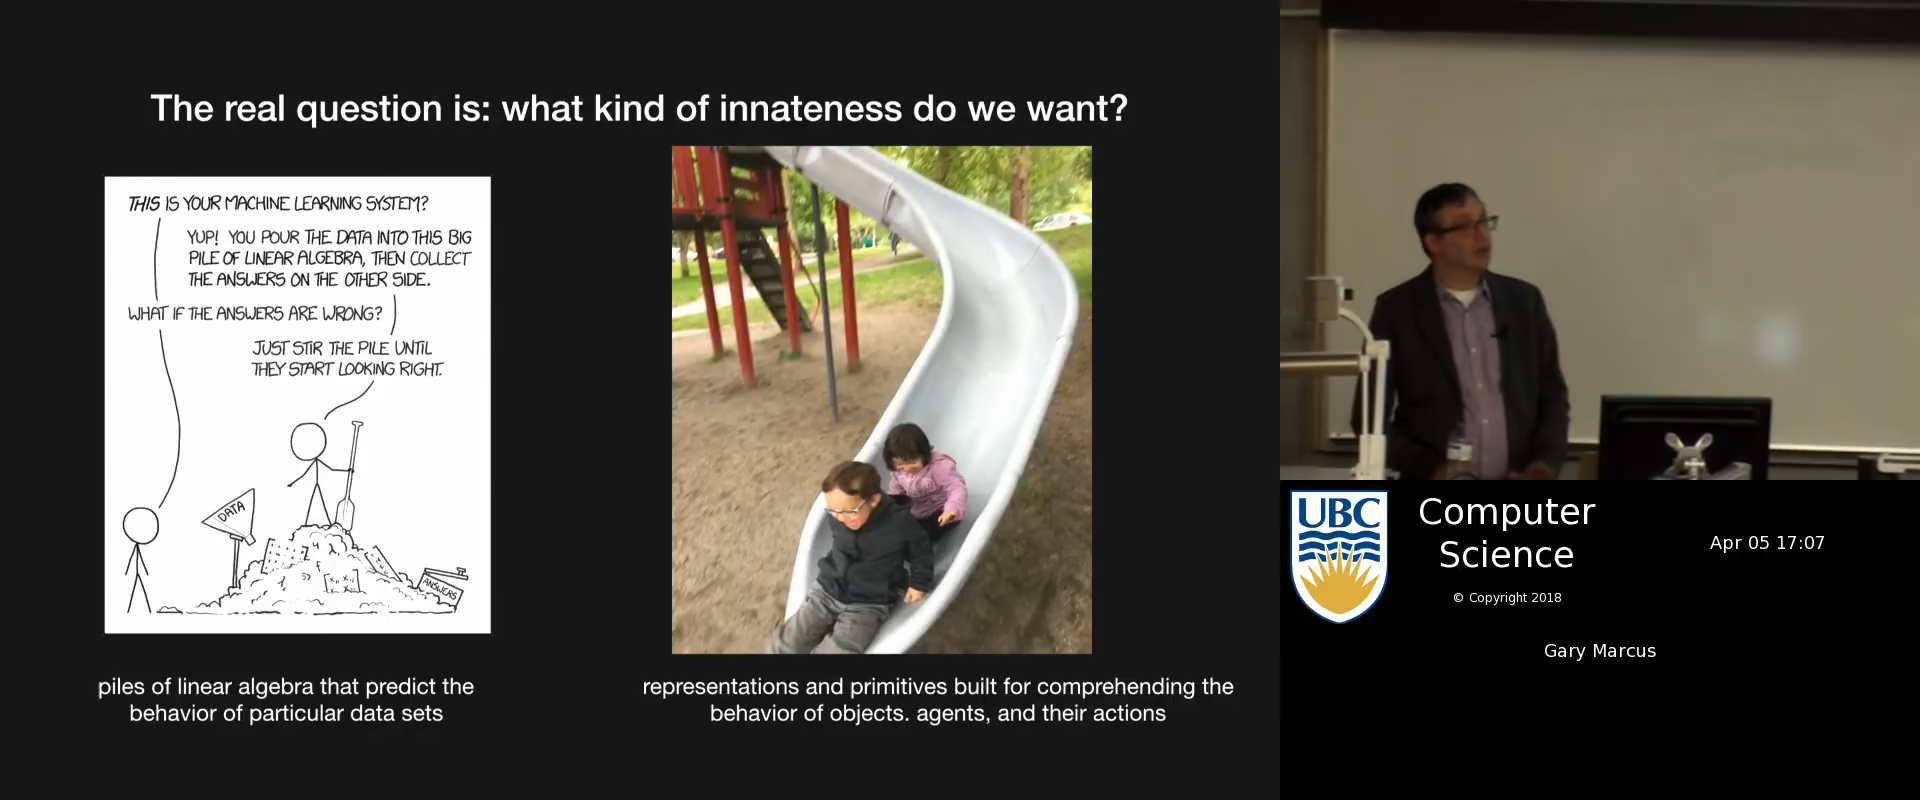 The real question is: what kind of innateness do we want?
THIS IS YOUR MACHINE LEARNING SYSTEM?
YUP! YOU POUR THE DATA INTO THIS BIG
PILE OF LINEAR ALGEBRA, THEN COLLECT
THE ANSWERS ON THE OTHER SIDE.
WHAT IF THE ANSWERS ARE WRONG?
JUST STIR THE PILE UNTIL
THEY START LOOKING RIGHT.
DATA
ANSWERS
piles of linear algebra that predict the
behavior of particular data sets
representations and primitives built for comprehending the
behavior of objects. agents, and their actions
UBC
Computer
Science
© Copyright 2018
Apr 05 17:07
Gary Marcus